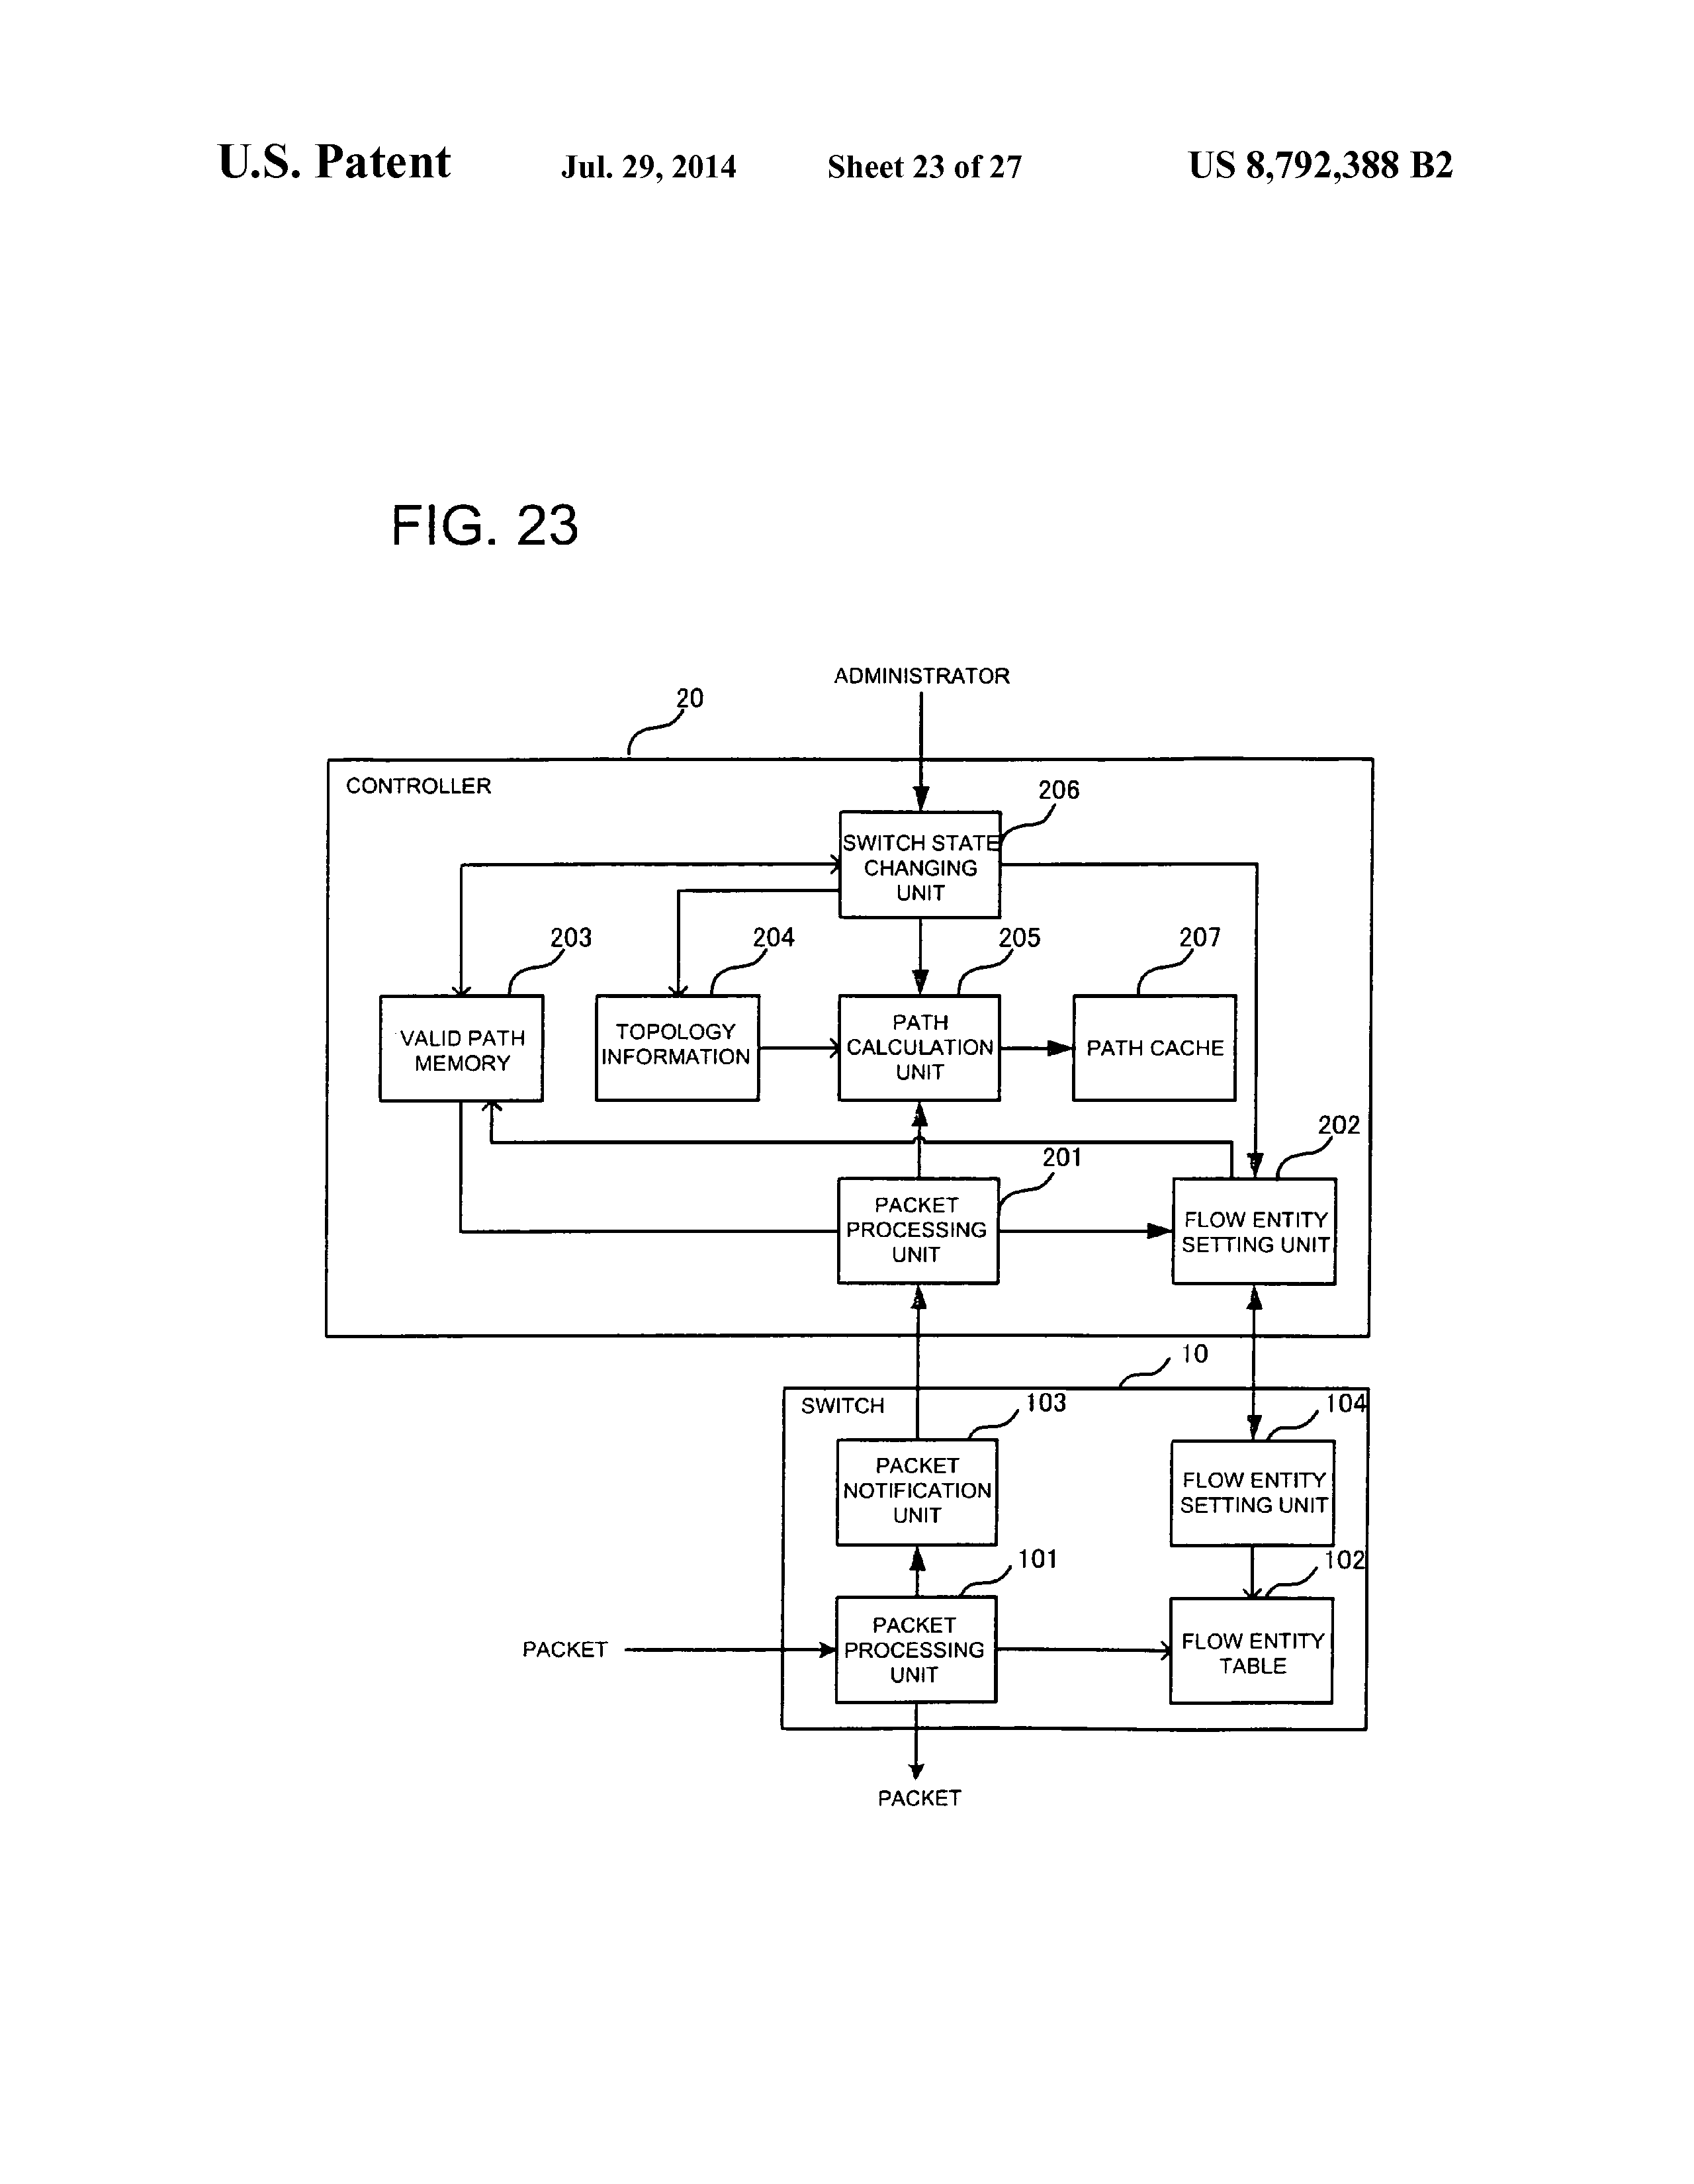 U.S. Patent Jul. 29, 2014 Sheet 23 of 27 US 8,792,388 B2
FIG. 23
ADMINISTRATOR
20
CONTROLLER
206
SWITCH STATE
CHANGING
UNIT
203
204
205
207
VALID PATH
MEMORY
TOPOLOGY
INFORMATION
PATH
CALCULATION
UNIT
PATH CACHE
202
201
PACKET
PROCESSING
UNIT
FLOW ENTITY
SETTING UNIT
10
SWITCH
103
104
PACKET
NOTIFICATION
UNIT
FLOW ENTITY
SETTING UNIT
101
102
PACKET
PACKET
PROCESSING
UNIT
FLOW ENTITY
TABLE
PACKET